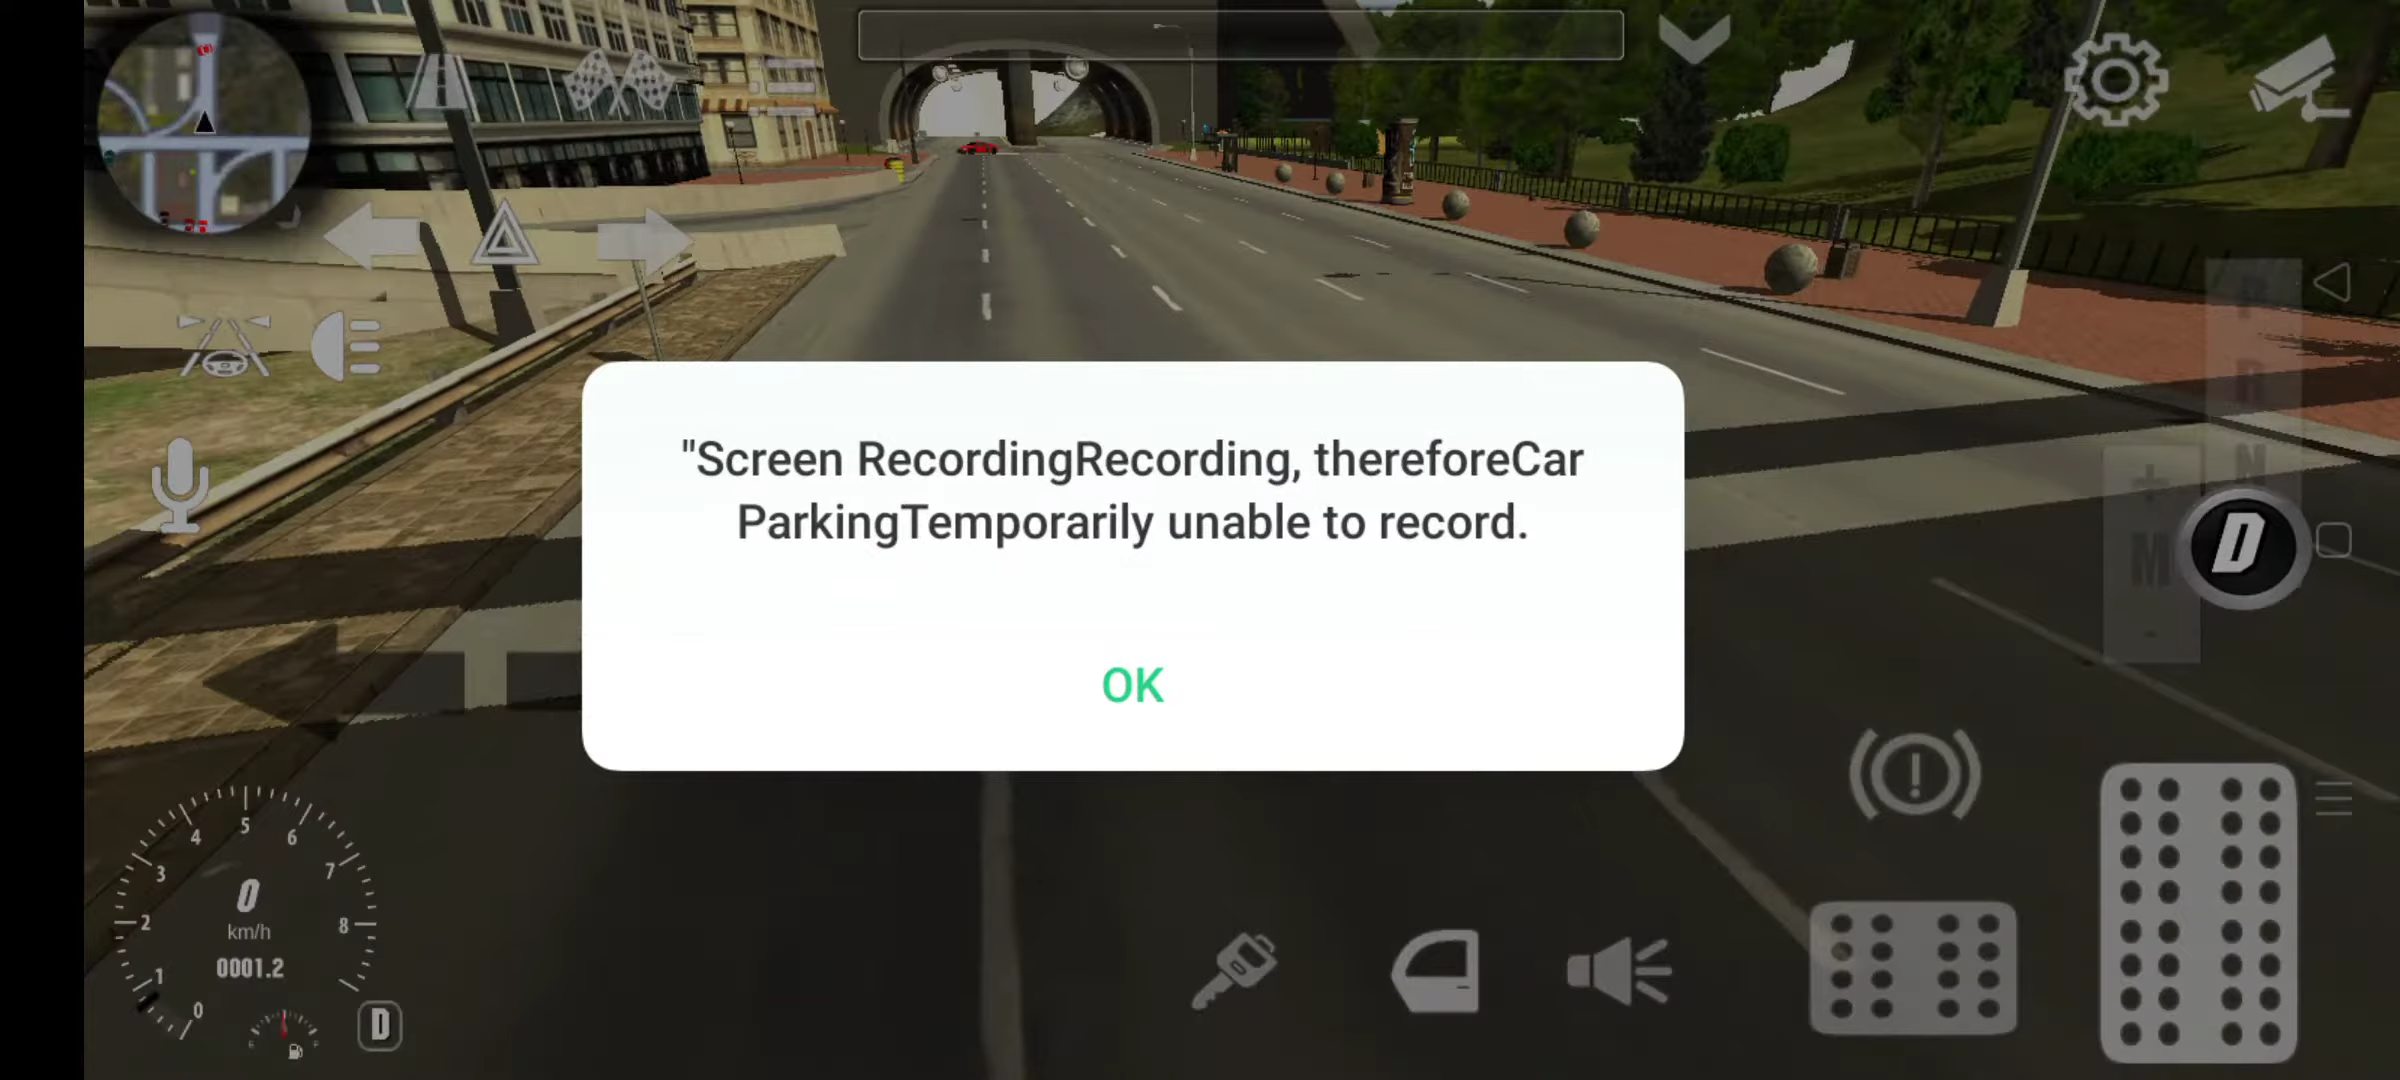 "Screen RecordingRecording, thereforeCar
ParkingTemporarily unable to record.
OK
P
R
N
D
+
M
-
0
1
2
3
4
5
6
7
8
0
km/h
0001.2
E
F
D